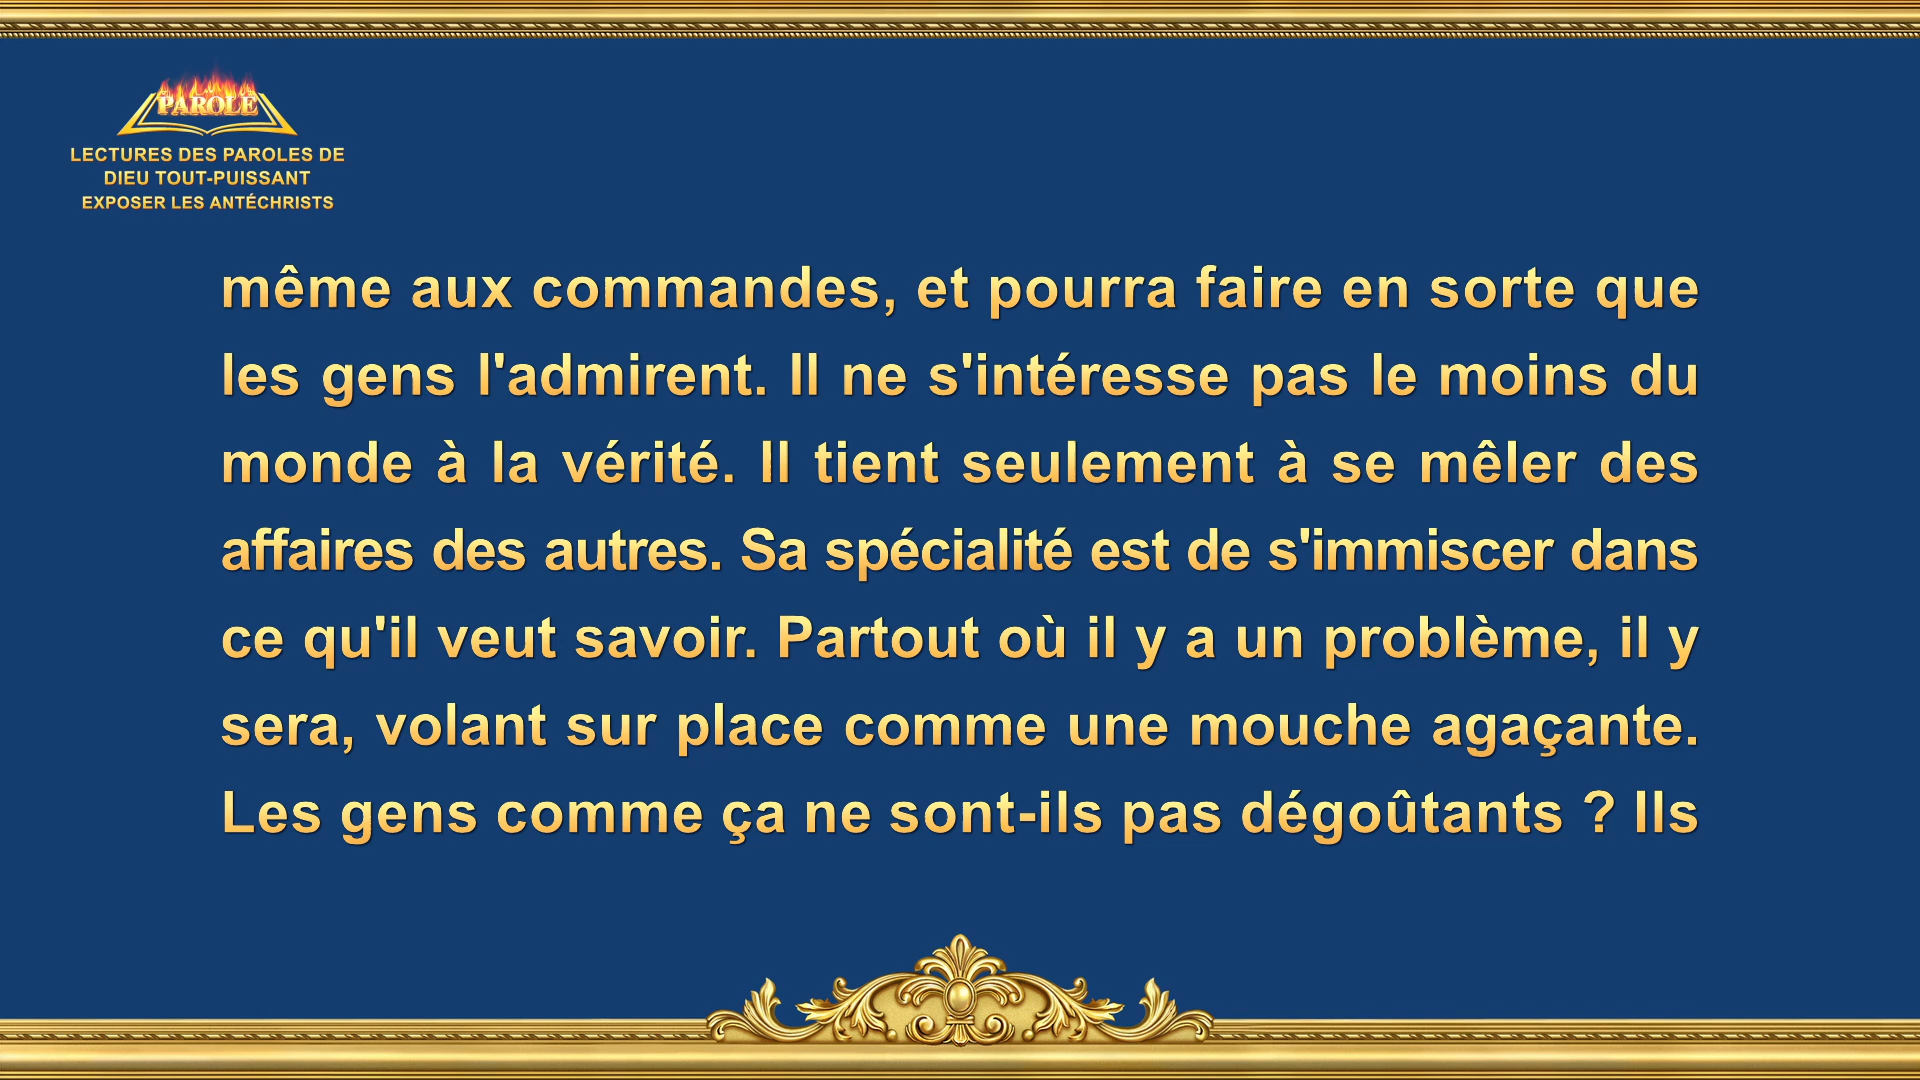 PAROLE
LECTURES DES PAROLES DE
DIEU TOUT-PUISSANT
EXPOSER LES ANTÉCHRISTS
même aux commandes, et pourra faire en sorte que
les gens l'admirent. Il ne s'intéresse pas le moins du
monde à la vérité. Il tient seulement à se mêler des
affaires des autres. Sa spécialité est de s'immiscer dans
ce qu'il veut savoir. Partout où il y a un problème, il y
sera, volant sur place comme une mouche agaçante.
Les gens comme ça ne sont-ils pas dégoûtants ? Ils